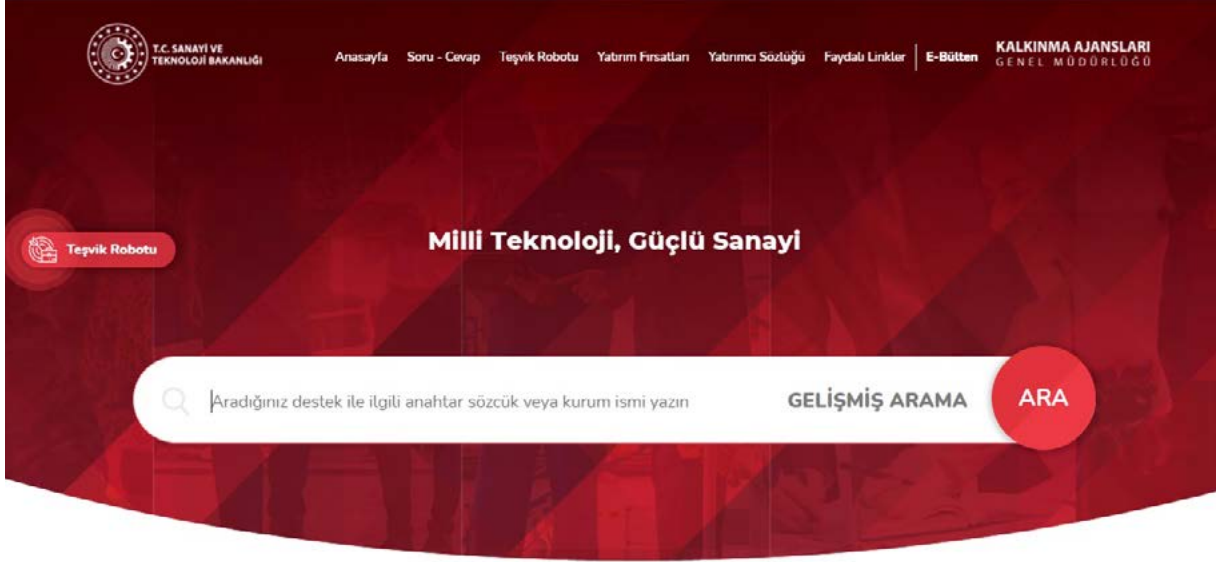 T.C. SANAYİ VE
TEKNOLOJİ BAKANLIĞI
Anasayfa Soru - Cevap Teşvik Robotu Yatırım Fırsatları Yatırımcı Sözlüğü Faydalı Linkler E-Bülten
KALKINMA AJANSLARI
GENEL MÜDÜRLÜĞÜ
Teşvik Robotu
Milli Teknoloji, Güçlü Sanayi
Aradığınız destek ile ilgili anahtar sözcük veya kurum ismi yazın
GELİŞMİŞ ARAMA
ARA